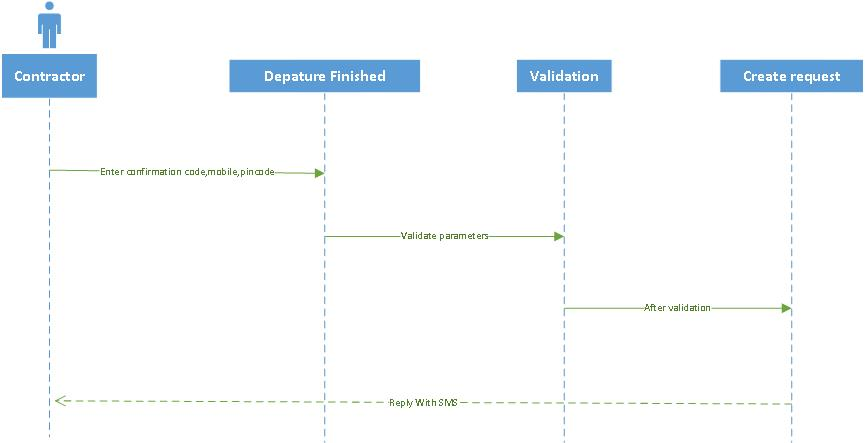 Contractor
Depature Finished
Validation
Create request
Enter confirmation code,mobile,pincode
Validate parameters
After validation
Reply With SMS